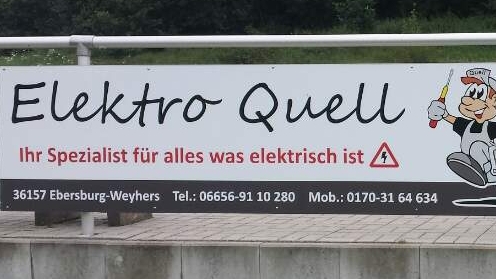 Elektro Quell
Quell
Ihr Spezialist für alles was elektrisch ist
36157 Ebersburg-Weyhers Tel.: 06656-91 10 280 Mob.: 0170-31 64 634